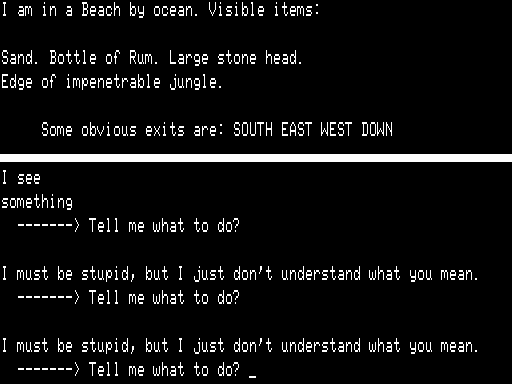 I am in a Beach by ocean. Visible items:
Sand. Bottle of Rum. Large stone head.
Edge of impenetrable jungle.
Some obvious exits are: SOUTH EAST WEST DOWN
I see
something
-------> Tell me what to do?
I must be stupid, but I just don't understand what you mean.
-------> Tell me what to do?
I must be stupid, but I just don't understand what you mean.
-------> Tell me what to do? _